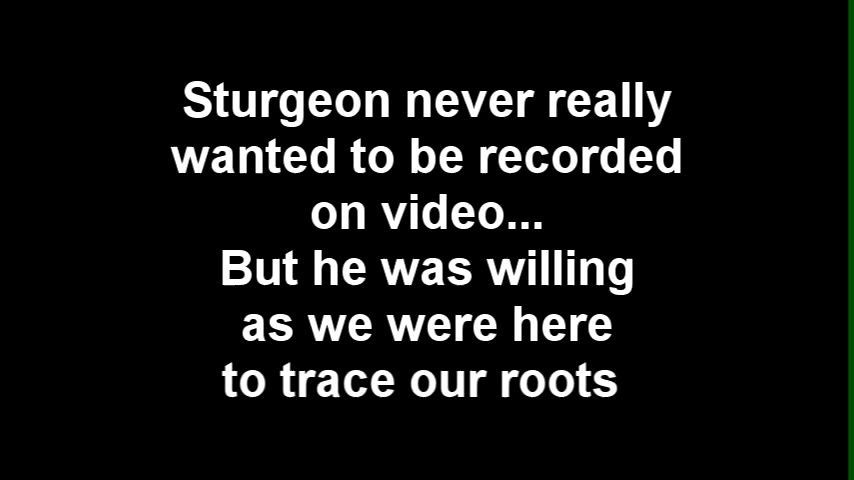 Sturgeon never really
wanted to be recorded
on video...
But he was willing
as we were here
to trace our roots